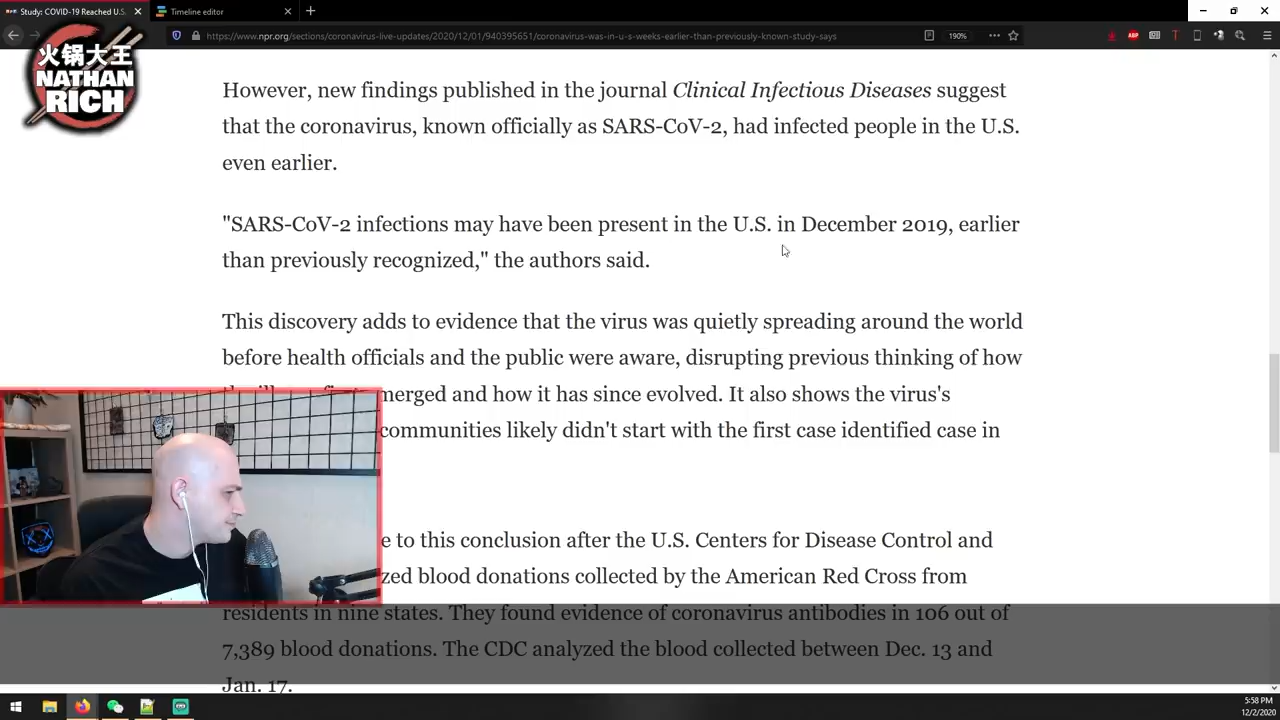 Study: COVID-19 Reached U.S.
Timeline editor
https://www.npr.org/sections/coronavirus-live-updates/2020/12/01/940395651/coronavirus-was-in-u-s-weeks-earlier-than-previously-known-study-says
190%
ABP
火锅大王
NATHAN
RICH
However, new findings published in the journal Clinical Infectious Diseases suggest
that the coronavirus, known officially as SARS-CoV-2, had infected people in the U.S.
even earlier.
"SARS-CoV-2 infections may have been present in the U.S. in December 2019, earlier
than previously recognized," the authors said.
This discovery adds to evidence that the virus was quietly spreading around the world
before health officials and the public were aware, disrupting previous thinking of how
emerged and how it has since evolved. It also shows the virus's
communities likely didn't start with the first case identified case in
to this conclusion after the U.S. Centers for Disease Control and
blood donations collected by the American Red Cross from
residents in nine states. They found evidence of coronavirus antibodies in 106 out of
7,389 blood donations. The CDC analyzed the blood collected between Dec. 13 and
Jan. 17.
5:58 PM
12/2/2020